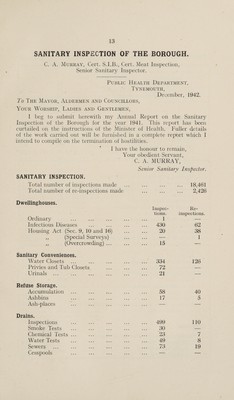 13
SANITARY INSPECTION OF THE BOROUGH.
C. A. MURRAY, Cert. S.I.B., Cert. Meat Inspection,
Senior Sanitary Inspector.
PUBLIC HEALTH DEPARTMENT,
TYNEMOUTH,
December, 1942.
To THE MAYOR, ALDERMEN AND COUNCILLORS,
YOUR WORSHIP, LADIES AND GENTLEMEN,
I beg to submit herewith my Annual Report on the Sanitary
Inspection of the Borough for the year 1941. This report has been
curtailed on the instructions of the Minister of Health. Fuller details
of the work carried out will be furnished in a complete report which I
intend to compile on the termination of hostilities.
I have the honour to remain,
Your obedient Servant,
C. A. MURRAY,
Senior Sanitary Inspector.
SANITARY INSPECTION.
Total number of inspections made ... ... ... ... 18,461
Total number of re-inspections made ... ... ... 2,426
Dwellinghouses.
Inspections. Re-inspections.
Ordinary ... ... ... ... ... 1 —
Infectious Diseases ... ... ... 430 62
Housing Act (Sec. 9, 10 and 16) ... 20 38
,, (Special Surveys) ... ... — 1
,, (Overcrowding) ... ... 15 —
Sanitary Conveniences.
Water Closets ... ... ... ... 334 126
Privies and Tub Closets ... ... 72 —
Urinals ... ... ... ... ... 21 —
Refuse Storage.
Accumulation ... ... ... ... 58 40
Ashbins ... ... ... ... 17 5
Ash-places ... ... ... ... — —
Drains.
Inspections ... ... ... ... 499 110
Smoke Tests ... ... ... ... 30 —
Chemical Tests ... ... ... ... 23 7
Water Tests ... ... ... ... 49 8
Sewers ... ... ... ... ... 73 19
Cesspools ... ... ... ... — —